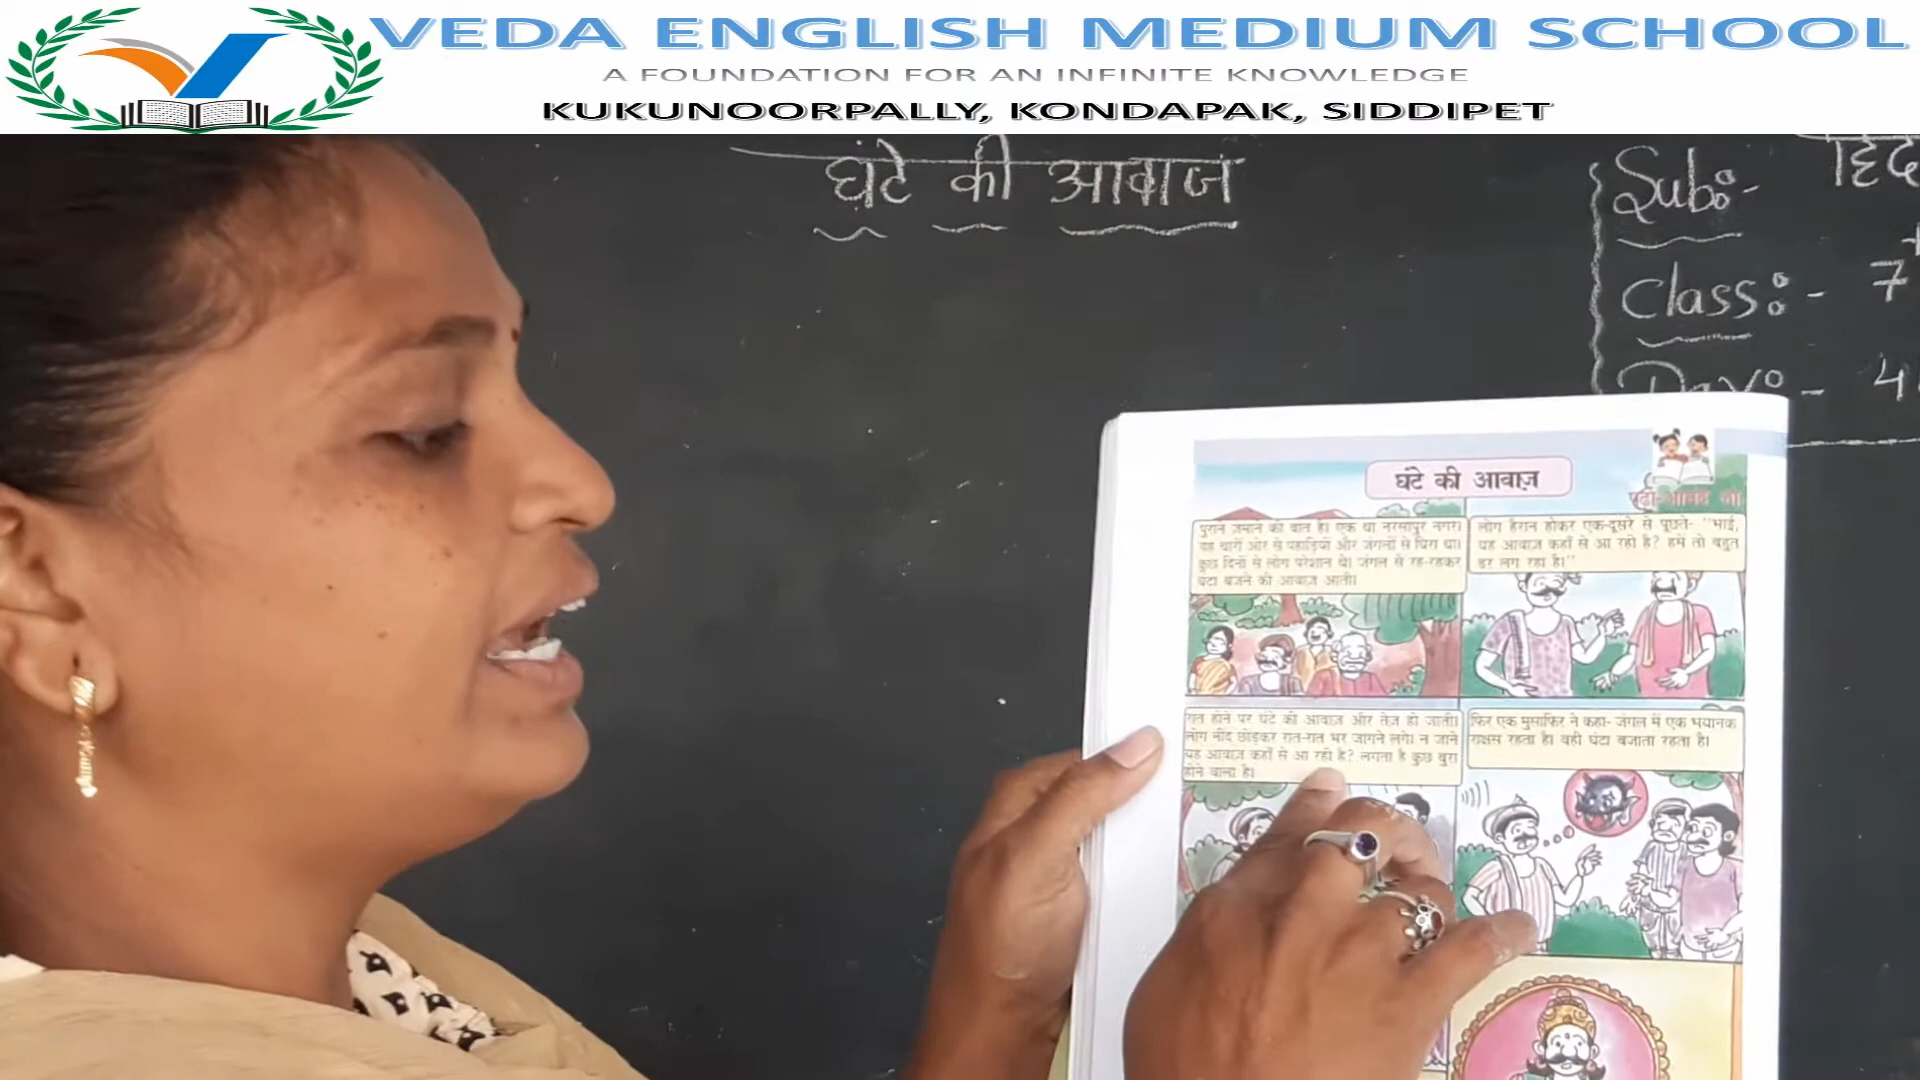 VEDA ENGLISH MEDIUM SCHOOL
A FOUNDATION FOR AN INFINITE KNOWLEDGE
KUKUNOORPALLY, KONDAPAK, SIDDIPET
घंटे की आवाज
Sub:-
Class:- 7
Day:- 4
घंटे की आवाज़
पुराने ज़माने की बात है। एक था नरसापुर नगर।
वह चारों ओर से पहाड़ियों और जंगलों से घिरा था।
कुछ दिनों से लोग परेशान थे। जंगल से रह-रहकर
घंटा बजने की आवाज़ आती।
लोग हैरान होकर एक-दूसरे से पूछते- "भाई,
यह आवाज़ कहाँ से आ रही है? हमें तो बहुत
डर लग रहा है।"
रात होने पर घंटे की आवाज़ और तेज़ हो जाती।
लोग नींद छोड़कर रात-रात भर जागने लगे। न जाने
यह आवाज़ कहाँ से आ रही है? लगता है कुछ बुरा
होने वाला है।
फिर एक मुसाफिर ने कहा- जंगल में एक भयानक
राक्षस रहता है। वही घंटा बजाता रहता है।